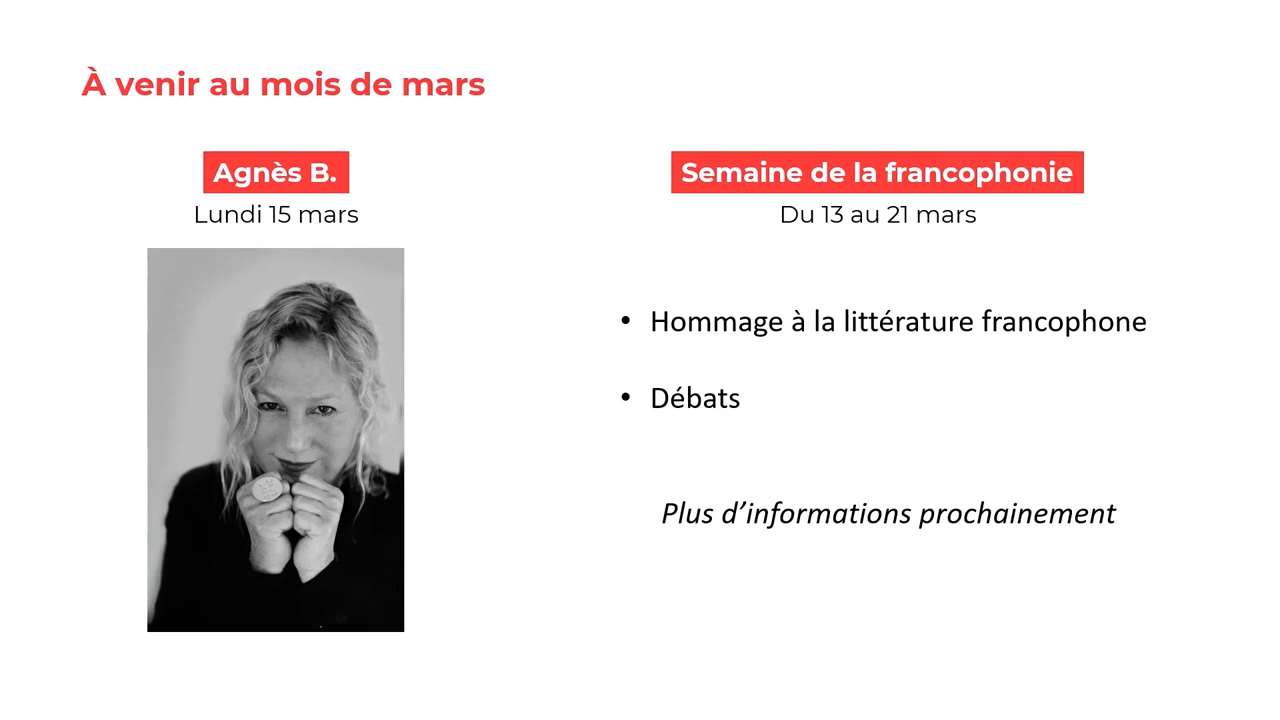 À venir au mois de mars
Agnès B.
Lundi 15 mars
Semaine de la francophonie
Du 13 au 21 mars
• Hommage à la littérature francophone
• Débats
Plus d’informations prochainement